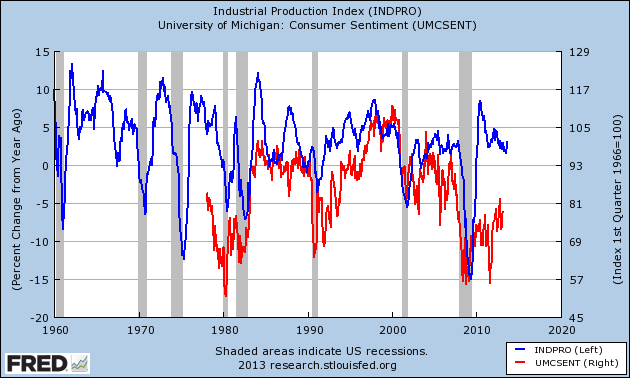 Industrial Production Index (INDPRO)
University of Michigan: Consumer Sentiment (UMCSENT)
15 129
10 117
5 105
0 93
-5 81
-10 69
-15 57
-20 45
(Percent Change from Year Ago)
(Index 1st Quarter 1966=100)
1960 1970 1980 1990 2000 2010 2020
Shaded areas indicate US recessions.
2013 research.stlouisfed.org
FRED
INDPRO (Left)
UMCSENT (Right)